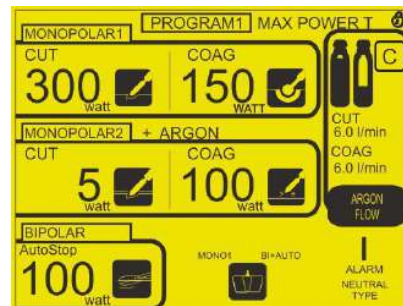 PROGRAM1 MAX POWER T
MONOPOLAR1
CUT COAG
300 watt 150 WATT
C
CUT
6.0 l/min
COAG
6.0 l/min
MONOPOLAR2 + ARGON
CUT COAG
5 watt 100 watt
ARGON
FLOW
BIPOLAR
AutoStop
100 watt
MONO1 BI+AUTO
ALARM
NEUTRAL
TYPE